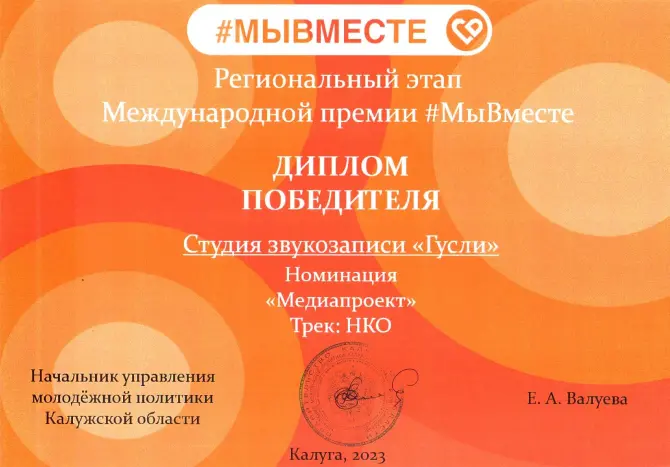 #МЫВМЕСТЕ
Региональный этап
Международной премии #МыВместе
ДИПЛОМ
ПОБЕДИТЕЛЯ
Студия звукозаписи «Гусли»
Номинация
«Медиапроект»
Трек: НКО
Начальник управления
молодёжной политики
Калужской области
Е. А. Валуева
Калуга, 2023